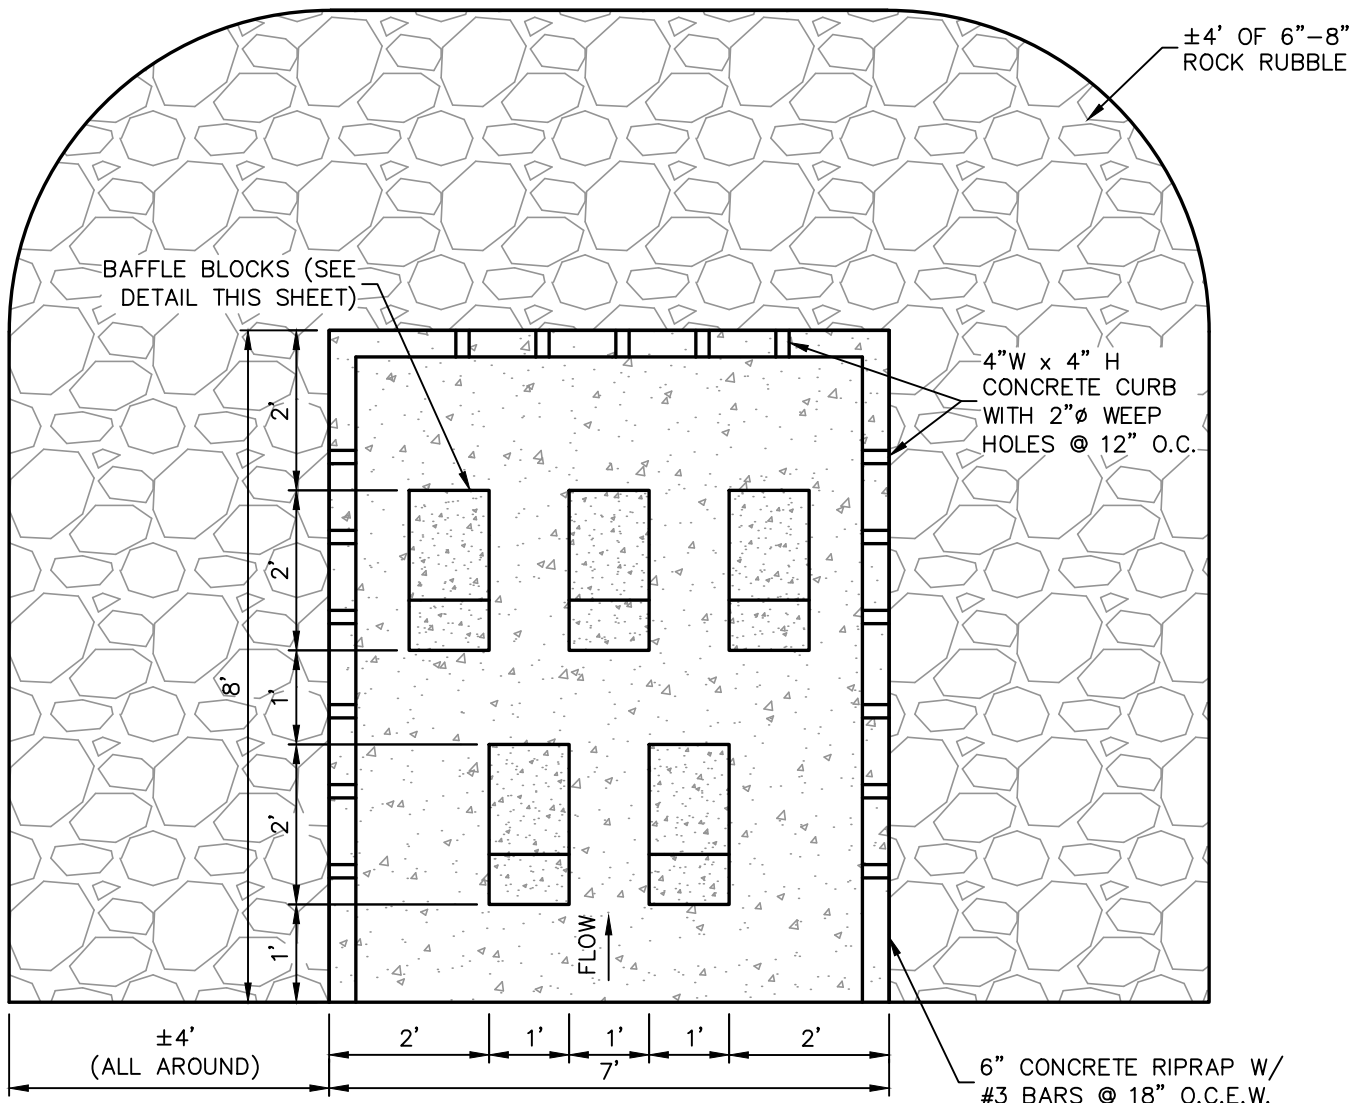 ±4' OF 6"-8"
ROCK RUBBLE
BAFFLE BLOCKS (SEE
DETAIL THIS SHEET)
4"W x 4" H
CONCRETE CURB
WITH 2"ø WEEP
HOLES @ 12" O.C.
2'
2'
8'
1'
2'
1'
FLOW
±4'
(ALL AROUND)
2'
1'
1'
1'
2'
7'
6" CONCRETE RIPRAP W/
#3 BARS @ 18" O.C.E.W.